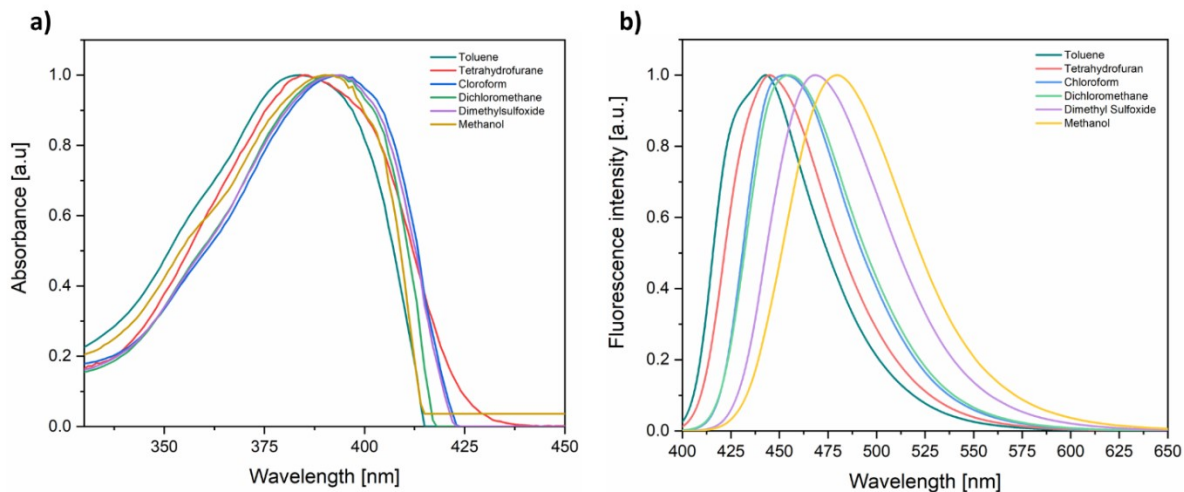 a)
Absorbance [a.u]
1.0
0.8
0.6
0.4
0.2
0.0
Toluene
Tetrahydrofurane
Cloroform
Dichloromethane
Dimethylsulfoxide
Methanol
350 375 400 425 450
Wavelength [nm]
b)
Fluorescence intensity [a.u.]
1.0
0.8
0.6
0.4
0.2
0.0
Toluene
Tetrahydrofuran
Chloroform
Dichloromethane
Dimethyl Sulfoxide
Methanol
400 425 450 475 500 525 550 575 600 625 650
Wavelength [nm]